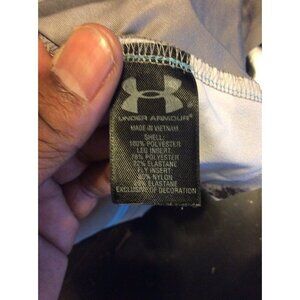 UNDER ARMOUR
MADE IN VIETNAM
SHELL:
100% POLYESTER
LEG INSERT:
78% POLYESTER
22% ELASTANE
FLY INSERT:
80% NYLON
20% ELASTANE
EXCLUSIVE OF DECORATION